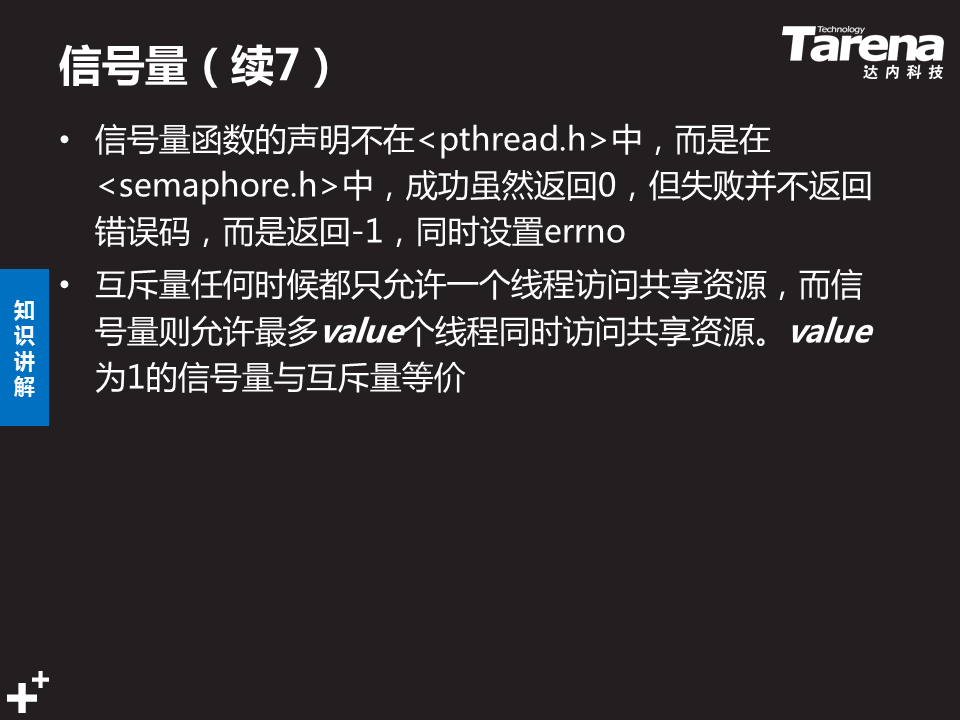 信号量（续7）
Technology
Tarena
达内科技
• 信号量函数的声明不在<pthread.h>中，而是在
<semaphore.h>中，成功虽然返回0，但失败并不返回
错误码，而是返回-1，同时设置errno
• 互斥量任何时候都只允许一个线程访问共享资源，而信
号量则允许最多value个线程同时访问共享资源。value
为1的信号量与互斥量等价
知
识
讲
解